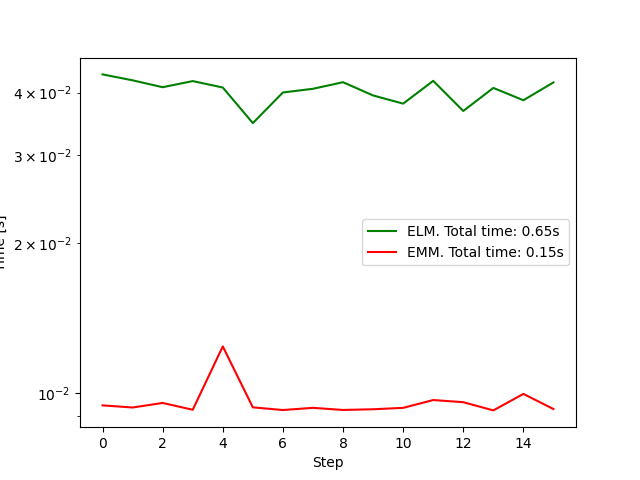 4 × 10⁻²
3 × 10⁻²
2 × 10⁻²
10⁻²
Time [s]
ELM. Total time: 0.65s
EMM. Total time: 0.15s
0 2 4 6 8 10 12 14
Step